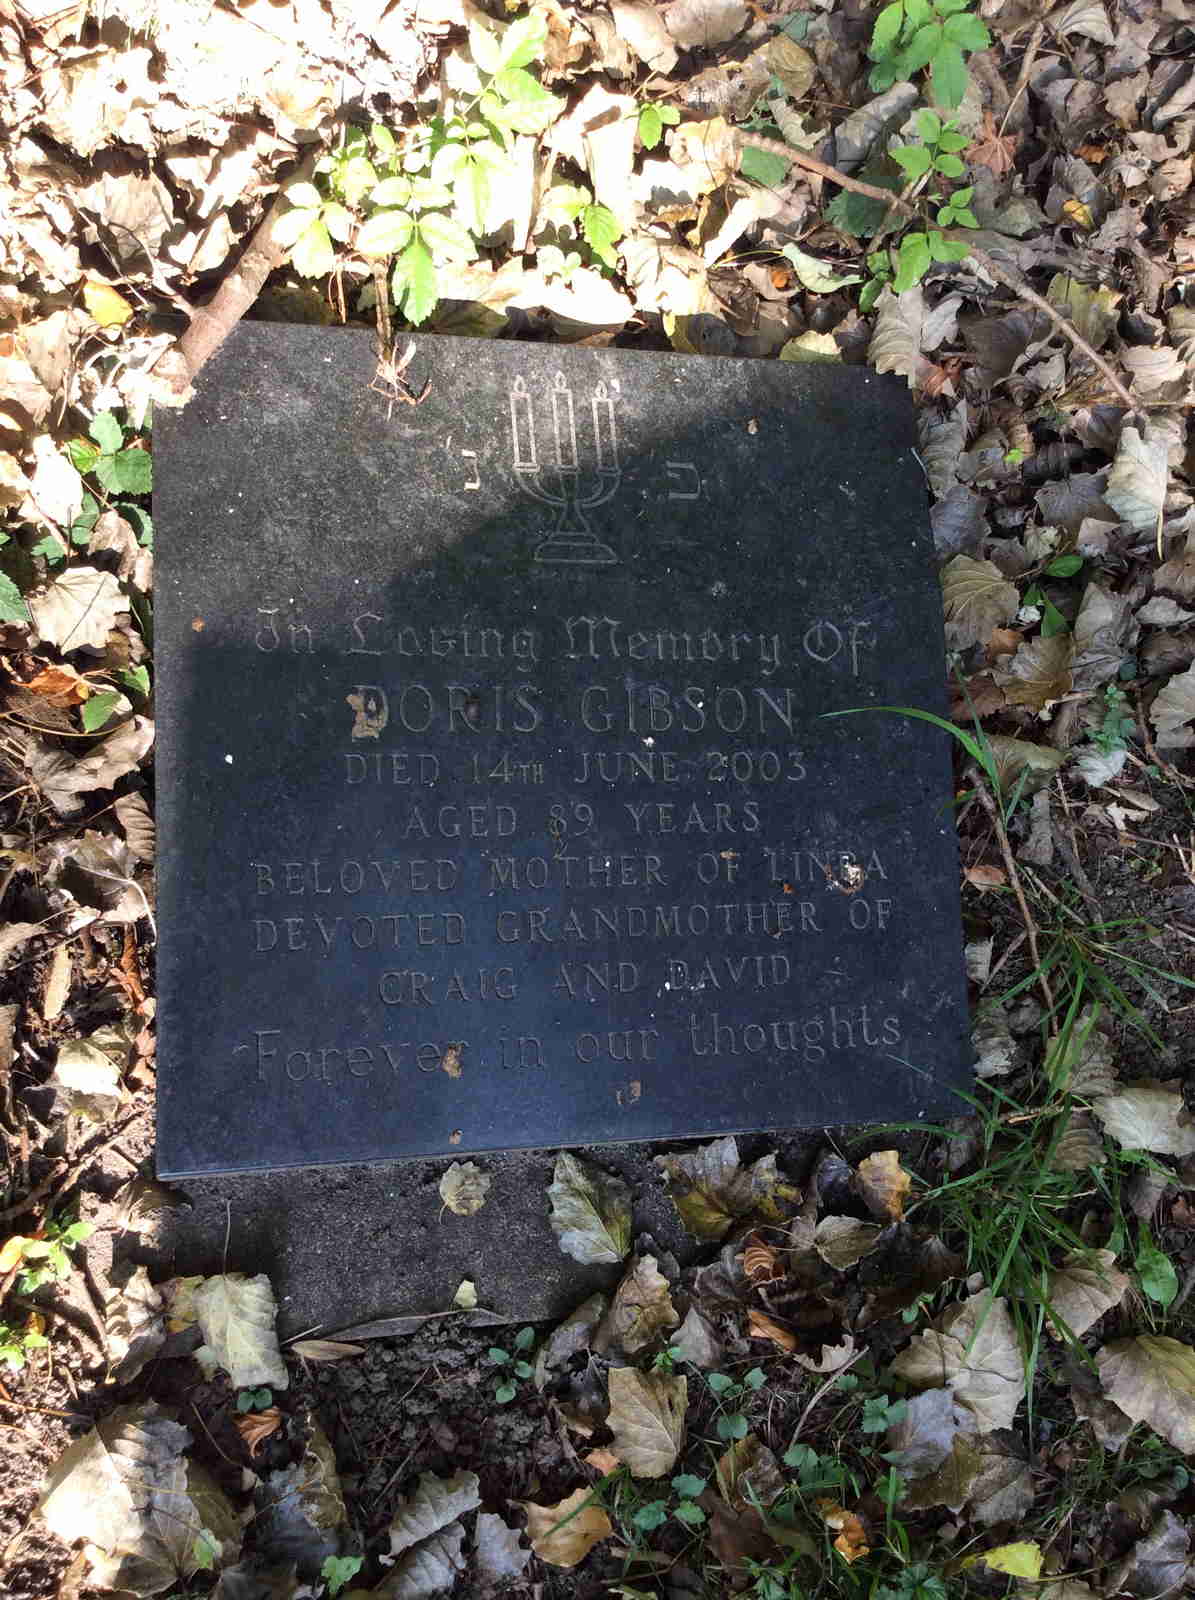 פ נ
In Loving Memory Of
DORIS GIBSON
DIED 14TH JUNE 2003
AGED 89 YEARS
BELOVED MOTHER OF LINDA
DEVOTED GRANDMOTHER OF
CRAIG AND DAVID
Forever in our thoughts